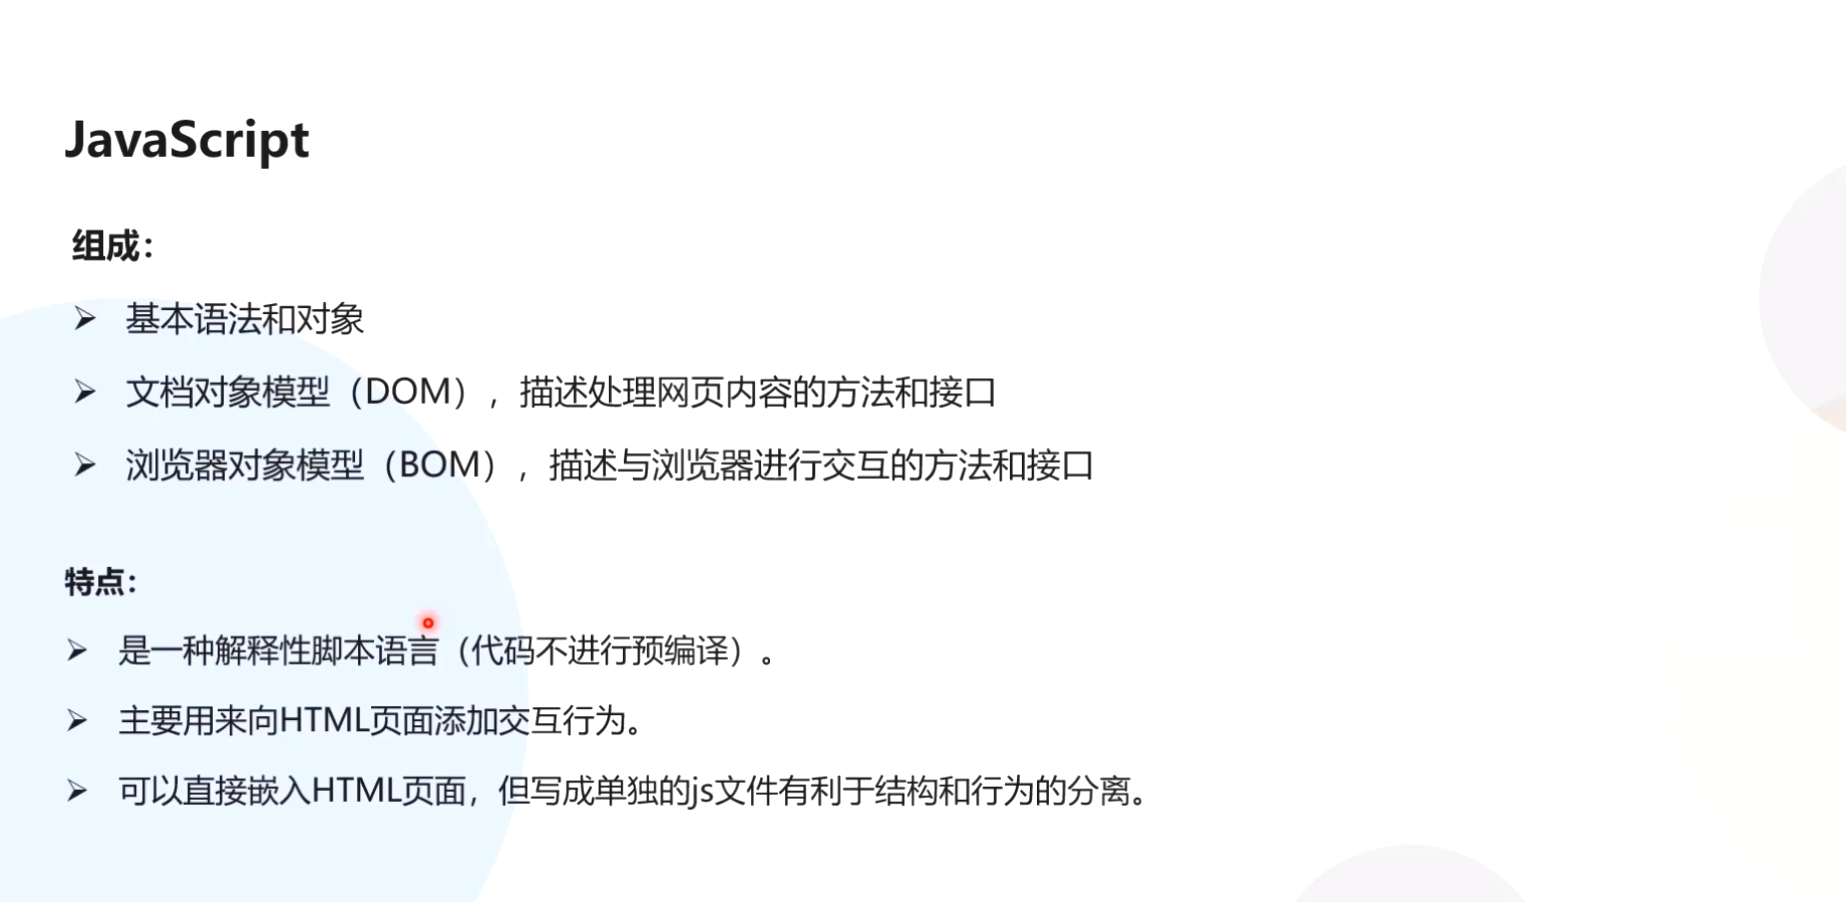 JavaScript
组成：
➢ 基本语法和对象
➢ 文档对象模型（DOM），描述处理网页内容的方法和接口
➢ 浏览器对象模型（BOM），描述与浏览器进行交互的方法和接口
特点：
➢ 是一种解释性脚本语言（代码不进行预编译）。
➢ 主要用来向HTML页面添加交互行为。
➢ 可以直接嵌入HTML页面，但写成单独的js文件有利于结构和行为的分离。